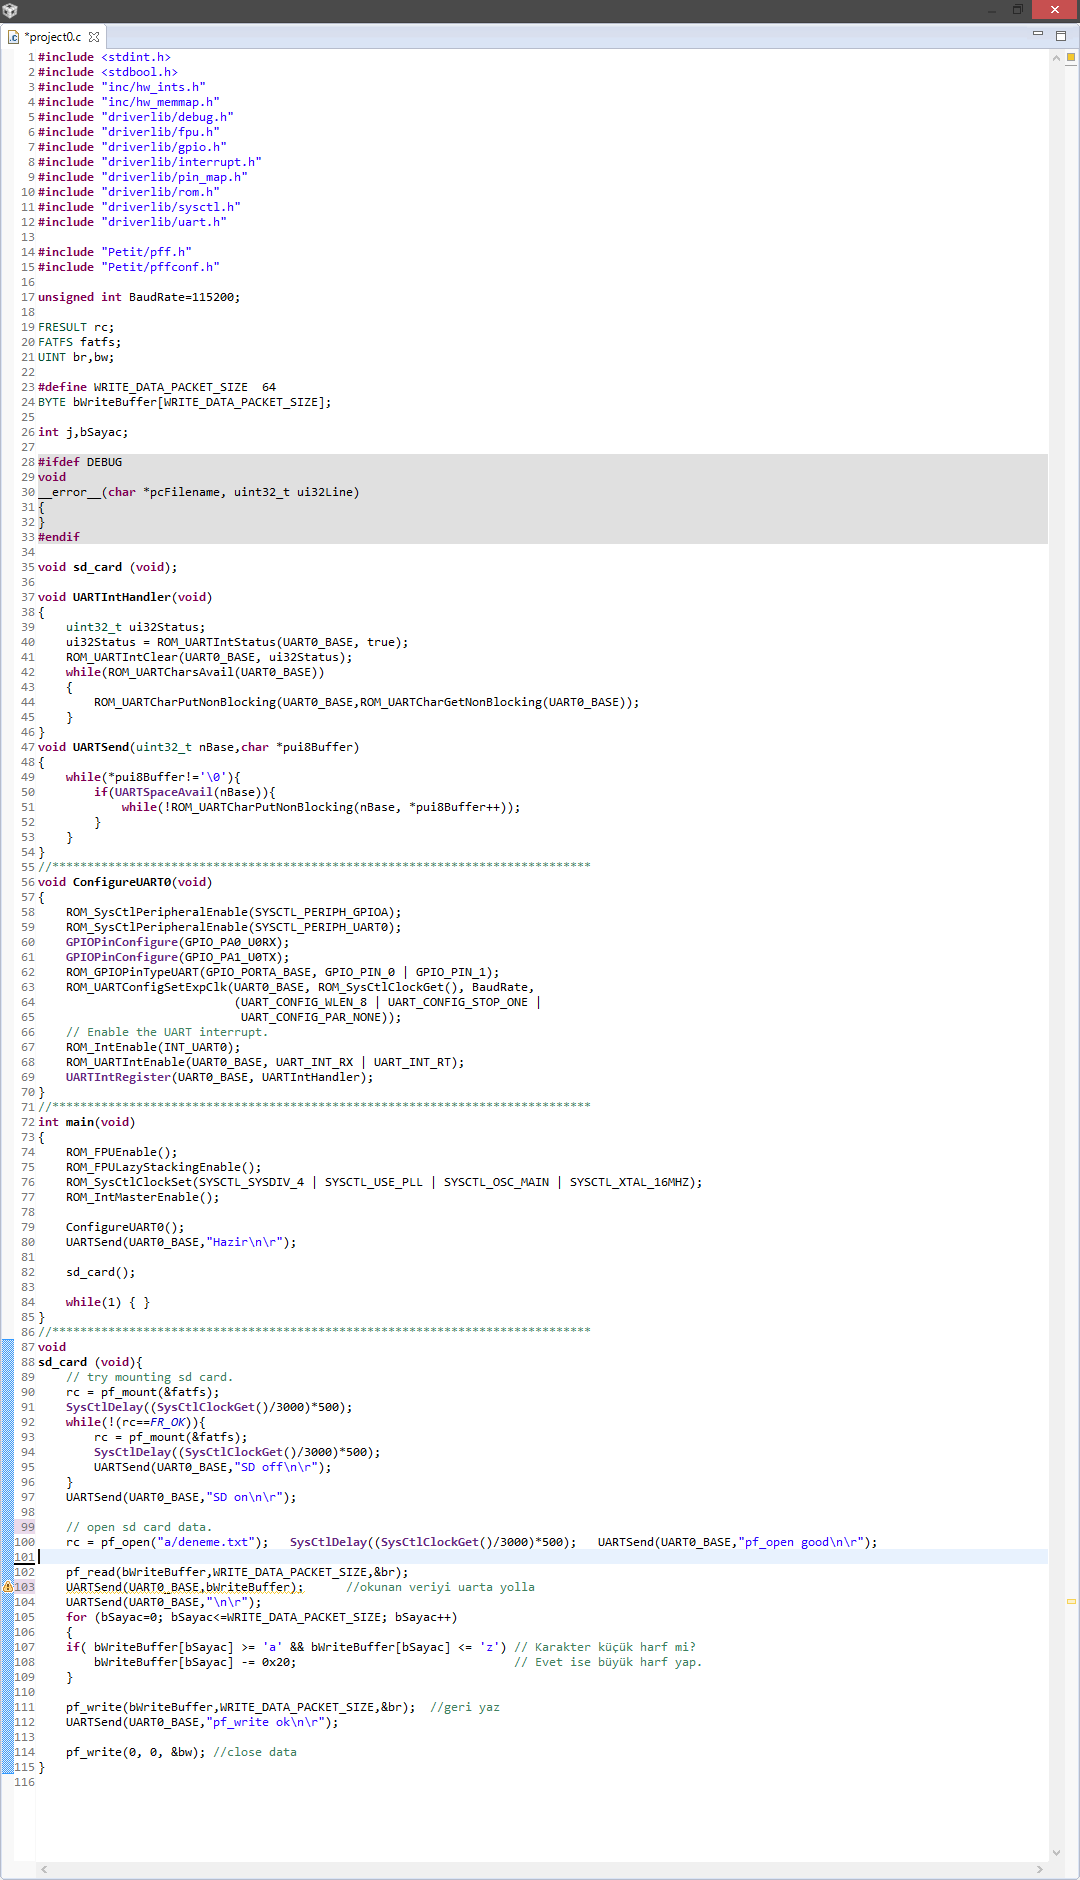 *project0.c
1 #include <stdint.h>
2 #include <stdbool.h>
3 #include "inc/hw_ints.h"
4 #include "inc/hw_memmap.h"
5 #include "driverlib/debug.h"
6 #include "driverlib/fpu.h"
7 #include "driverlib/gpio.h"
8 #include "driverlib/interrupt.h"
9 #include "driverlib/pin_map.h"
10 #include "driverlib/rom.h"
11 #include "driverlib/sysctl.h"
12 #include "driverlib/uart.h"
13
14 #include "Petit/pff.h"
15 #include "Petit/pffconf.h"
16
17 unsigned int BaudRate=115200;
18
19 FRESULT rc;
20 FATFS fatfs;
21 UINT br,bw;
22
23 #define WRITE_DATA_PACKET_SIZE  64
24 BYTE bWriteBuffer[WRITE_DATA_PACKET_SIZE];
25
26 int j,bSayac;
27
28 #ifdef DEBUG
29 void
30 __error__(char *pcFilename, uint32_t ui32Line)
31 {
32 }
33 #endif
34
35 void sd_card (void);
36
37 void UARTIntHandler(void)
38 {
39     uint32_t ui32Status;
40     ui32Status = ROM_UARTIntStatus(UART0_BASE, true);
41     ROM_UARTIntClear(UART0_BASE, ui32Status);
42     while(ROM_UARTCharsAvail(UART0_BASE))
43     {
44         ROM_UARTCharPutNonBlocking(UART0_BASE,ROM_UARTCharGetNonBlocking(UART0_BASE));
45     }
46 }
47 void UARTSend(uint32_t nBase,char *pui8Buffer)
48 {
49     while(*pui8Buffer!='\0'){
50         if(UARTSpaceAvail(nBase)){
51             while(!ROM_UARTCharPutNonBlocking(nBase, *pui8Buffer++));
52         }
53     }
54 }
55 //*****************************************************************************
56 void ConfigureUART0(void)
57 {
58     ROM_SysCtlPeripheralEnable(SYSCTL_PERIPH_GPIOA);
59     ROM_SysCtlPeripheralEnable(SYSCTL_PERIPH_UART0);
60     GPIOPinConfigure(GPIO_PA0_U0RX);
61     GPIOPinConfigure(GPIO_PA1_U0TX);
62     ROM_GPIOPinTypeUART(GPIO_PORTA_BASE, GPIO_PIN_0 | GPIO_PIN_1);
63     ROM_UARTConfigSetExpClk(UART0_BASE, ROM_SysCtlClockGet(), BaudRate,
64                             (UART_CONFIG_WLEN_8 | UART_CONFIG_STOP_ONE |
65                              UART_CONFIG_PAR_NONE));
66     // Enable the UART interrupt.
67     ROM_IntEnable(INT_UART0);
68     ROM_UARTIntEnable(UART0_BASE, UART_INT_RX | UART_INT_RT);
69     UARTIntRegister(UART0_BASE, UARTIntHandler);
70 }
71 //*****************************************************************************
72 int main(void)
73 {
74     ROM_FPUEnable();
75     ROM_FPULazyStackingEnable();
76     ROM_SysCtlClockSet(SYSCTL_SYSDIV_4 | SYSCTL_USE_PLL | SYSCTL_OSC_MAIN | SYSCTL_XTAL_16MHZ);
77     ROM_IntMasterEnable();
78
79     ConfigureUART0();
80     UARTSend(UART0_BASE,"Hazir\n\r");
81
82     sd_card();
83
84     while(1) { }
85 }
86 //*****************************************************************************
87 void
88 sd_card (void){
89     // try mounting sd card.
90     rc = pf_mount(&fatfs);
91     SysCtlDelay((SysCtlClockGet()/3000)*500);
92     while(!(rc==FR_OK)){
93         rc = pf_mount(&fatfs);
94         SysCtlDelay((SysCtlClockGet()/3000)*500);
95         UARTSend(UART0_BASE,"SD off\n\r");
96     }
97     UARTSend(UART0_BASE,"SD on\n\r");
98
99     // open sd card data.
100     rc = pf_open("a/deneme.txt");   SysCtlDelay((SysCtlClockGet()/3000)*500);   UARTSend(UART0_BASE,"pf_open good\n\r");
101
102     pf_read(bWriteBuffer,WRITE_DATA_PACKET_SIZE,&br);
103     UARTSend(UART0_BASE,bWriteBuffer);      //okunan veriyi uarta yolla
104     UARTSend(UART0_BASE,"\n\r");
105     for (bSayac=0; bSayac<=WRITE_DATA_PACKET_SIZE; bSayac++)
106     {
107     if( bWriteBuffer[bSayac] >= 'a' && bWriteBuffer[bSayac] <= 'z') // Karakter küçük harf mi?
108         bWriteBuffer[bSayac] -= 0x20;                               // Evet ise büyük harf yap.
109     }
110
111     pf_write(bWriteBuffer,WRITE_DATA_PACKET_SIZE,&br);  //geri yaz
112     UARTSend(UART0_BASE,"pf_write ok\n\r");
113
114     pf_write(0, 0, &bw); //close data
115 }
116